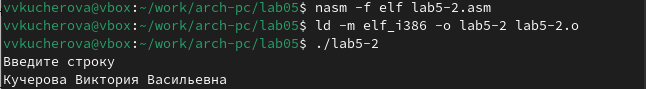 vvkucherova@vbox:~/work/arch-pc/lab05$ nasm -f elf lab5-2.asm
vvkucherova@vbox:~/work/arch-pc/lab05$ ld -m elf_i386 -o lab5-2 lab5-2.o
vvkucherova@vbox:~/work/arch-pc/lab05$ ./lab5-2
Введите строку
Кучерова Виктория Васильевна